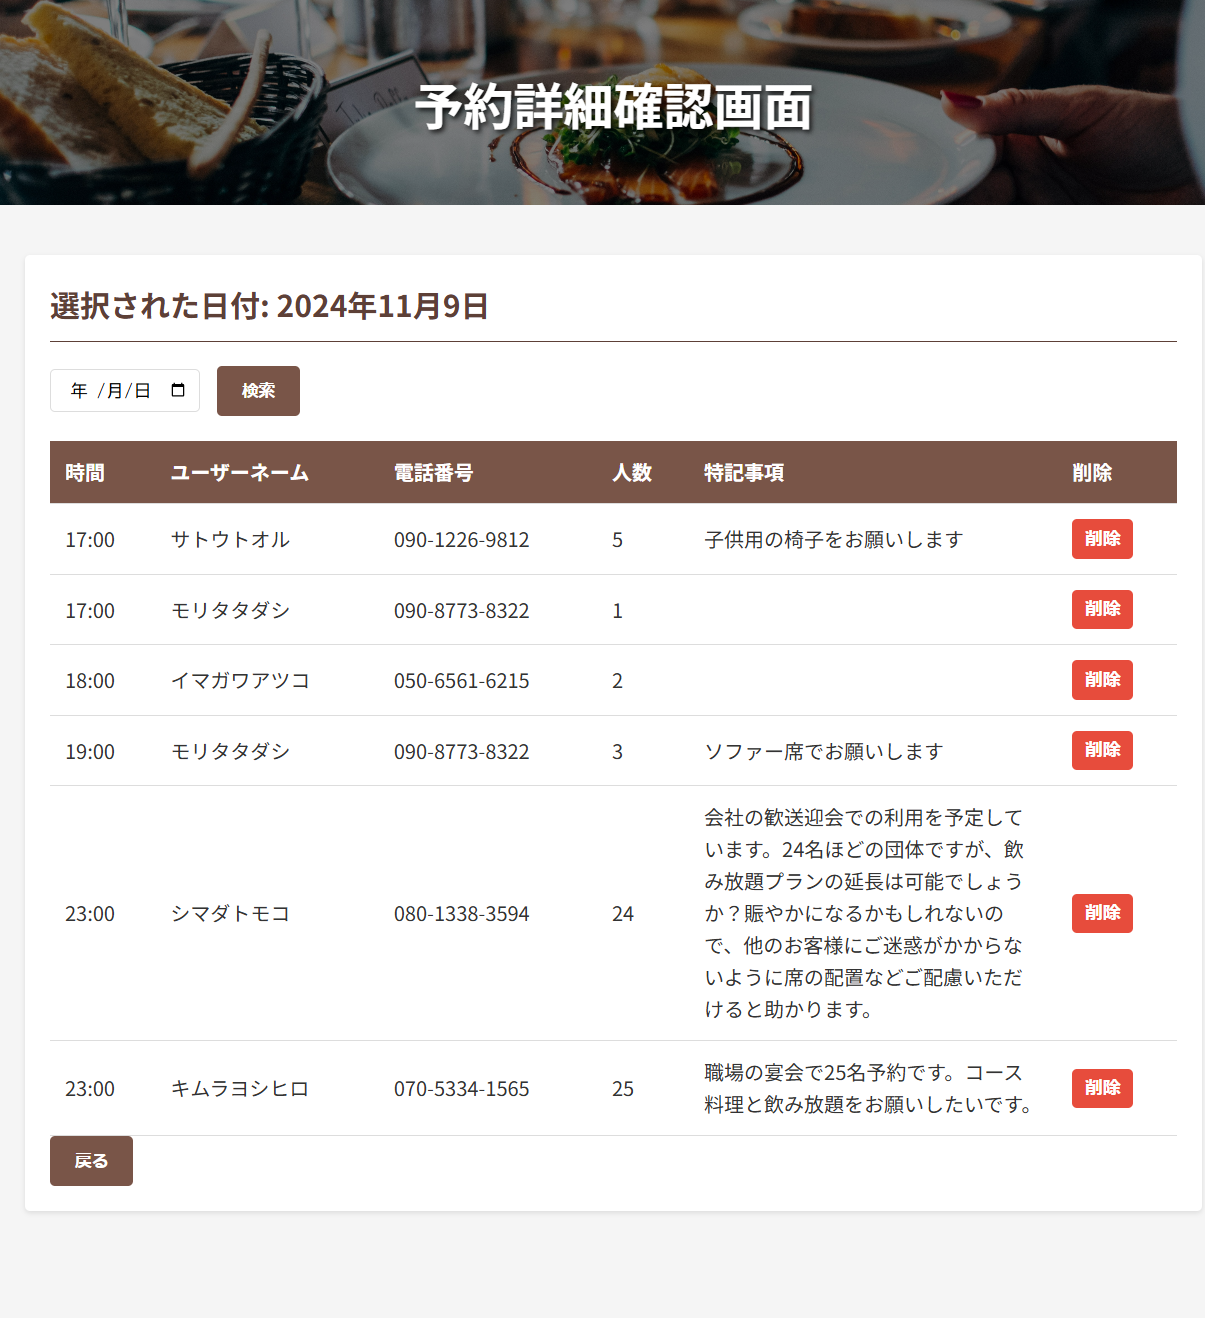 予約詳細確認画面
選択された日付: 2024年11月9日
年 /月/日 検索
時間 ユーザーネーム 電話番号 人数 特記事項 削除
17:00 サトウトオル 090-1226-9812 5 子供用の椅子をお願いします 削除
17:00 モリタタダシ 090-8773-8322 1 削除
18:00 イマガワアツコ 050-6561-6215 2 削除
19:00 モリタタダシ 090-8773-8322 3 ソファー席でお願いします 削除
会社の歓送迎会での利用を予定して
います。24名ほどの団体ですが、飲
み放題プランの延長は可能でしょう
23:00 シマダトモコ 080-1338-3594 24 か？賑やかになるかもしれないの 削除
で、他のお客様にご迷惑がかからな
いように席の配置などご配慮いただ
けると助かります。
23:00 キムラヨシヒロ 070-5334-1565 25 職場の宴会で25名予約です。コース 削除
料理と飲み放題をお願いしたいです。
戻る